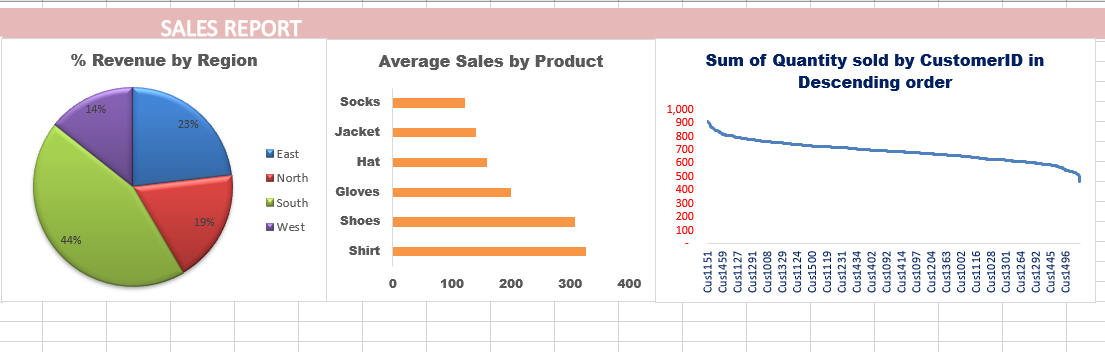 SALES REPORT
% Revenue by Region
14%
23%
19%
44%
East
North
South
West
Average Sales by Product
Socks
Jacket
Hat
Gloves
Shoes
Shirt
0 100 200 300 400
Sum of Quantity sold by CustomerID in
Descending order
1,000
900
800
700
600
500
400
300
200
100
-
Cus1151
Cus1459
Cus1127
Cus1291
Cus1008
Cus1329
Cus1124
Cus1500
Cus1119
Cus1231
Cus1434
Cus1402
Cus1092
Cus1414
Cus1097
Cus1204
Cus1363
Cus1002
Cus1116
Cus1028
Cus1301
Cus1264
Cus1292
Cus1445
Cus1496